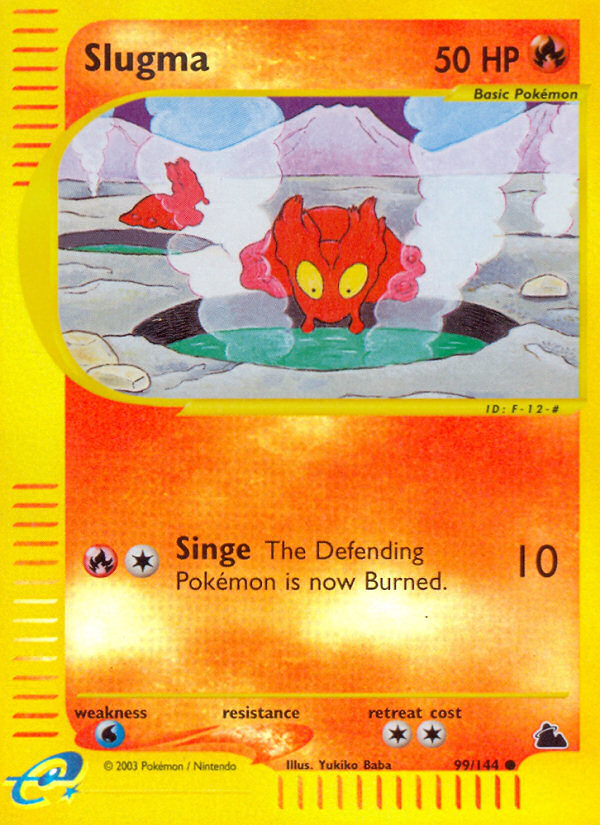 Slugma
50 HP
Basic Pokémon
ID: F-12-#
Singe The Defending
Pokémon is now Burned.
10
weakness resistance retreat cost
© 2003 Pokémon / Nintendo Illus. Yukiko Baba 99/144
e